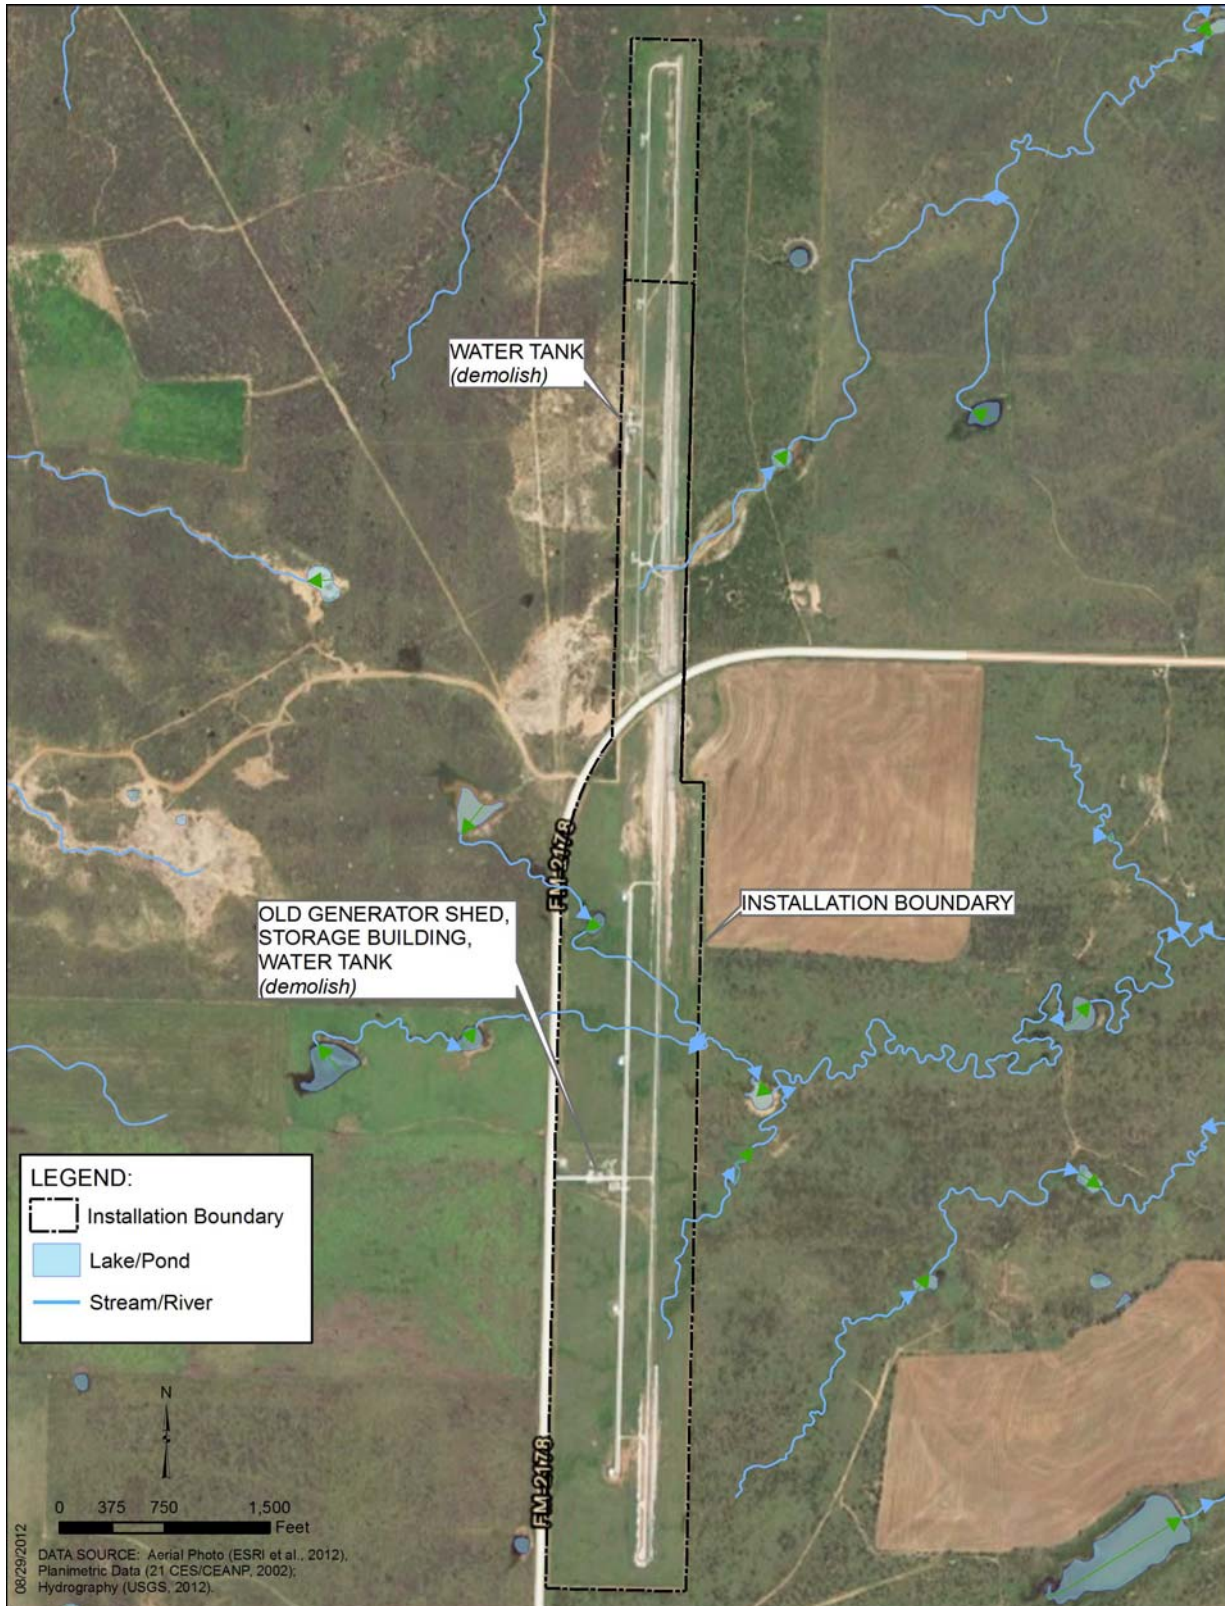 WATER TANK
(demolish)
FM-2178
INSTALLATION BOUNDARY
OLD GENERATOR SHED,
STORAGE BUILDING,
WATER TANK
(demolish)
LEGEND:
Installation Boundary
Lake/Pond
Stream/River
N
FM-2178
0 375 750 1,500
Feet
08/29/2012
DATA SOURCE: Aerial Photo (ESRI et al., 2012),
Planimetric Data (21 CES/CEANP, 2002);
Hydrography (USGS, 2012).